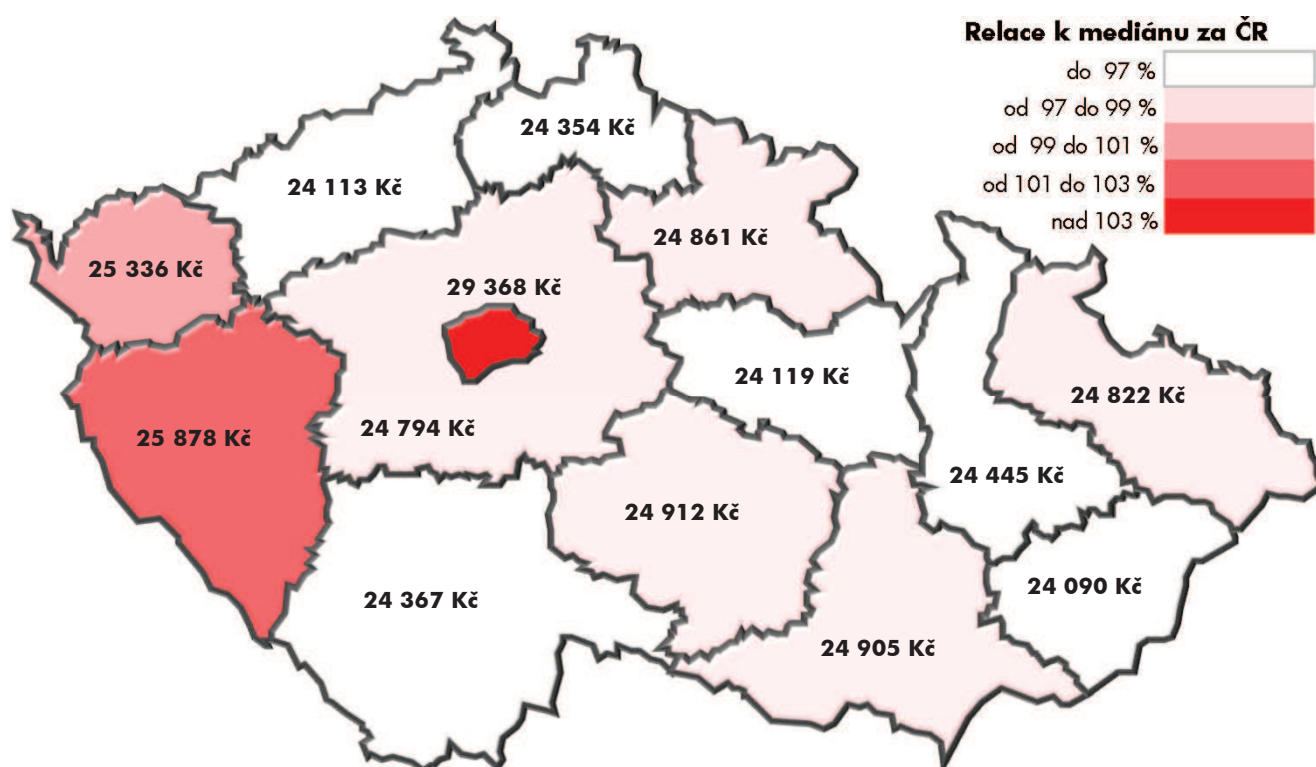 Relace k mediánu za ČR
do 97 %
od 97 do 99 %
od 99 do 101 %
od 101 do 103 %
nad 103 %
24 354 Kč
24 113 Kč
24 861 Kč
25 336 Kč
29 368 Kč
24 119 Kč
24 822 Kč
25 878 Kč
24 794 Kč
24 445 Kč
24 912 Kč
24 090 Kč
24 367 Kč
24 905 Kč